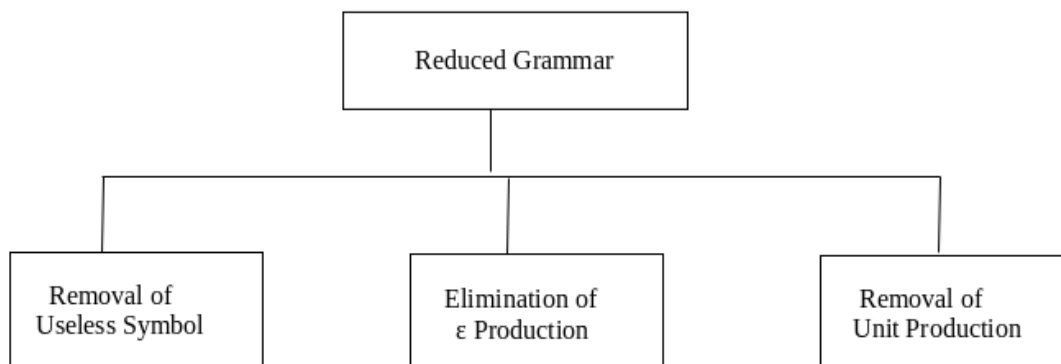 Reduced Grammar
Removal of
Useless Symbol
Elimination of
ε Production
Removal of
Unit Production